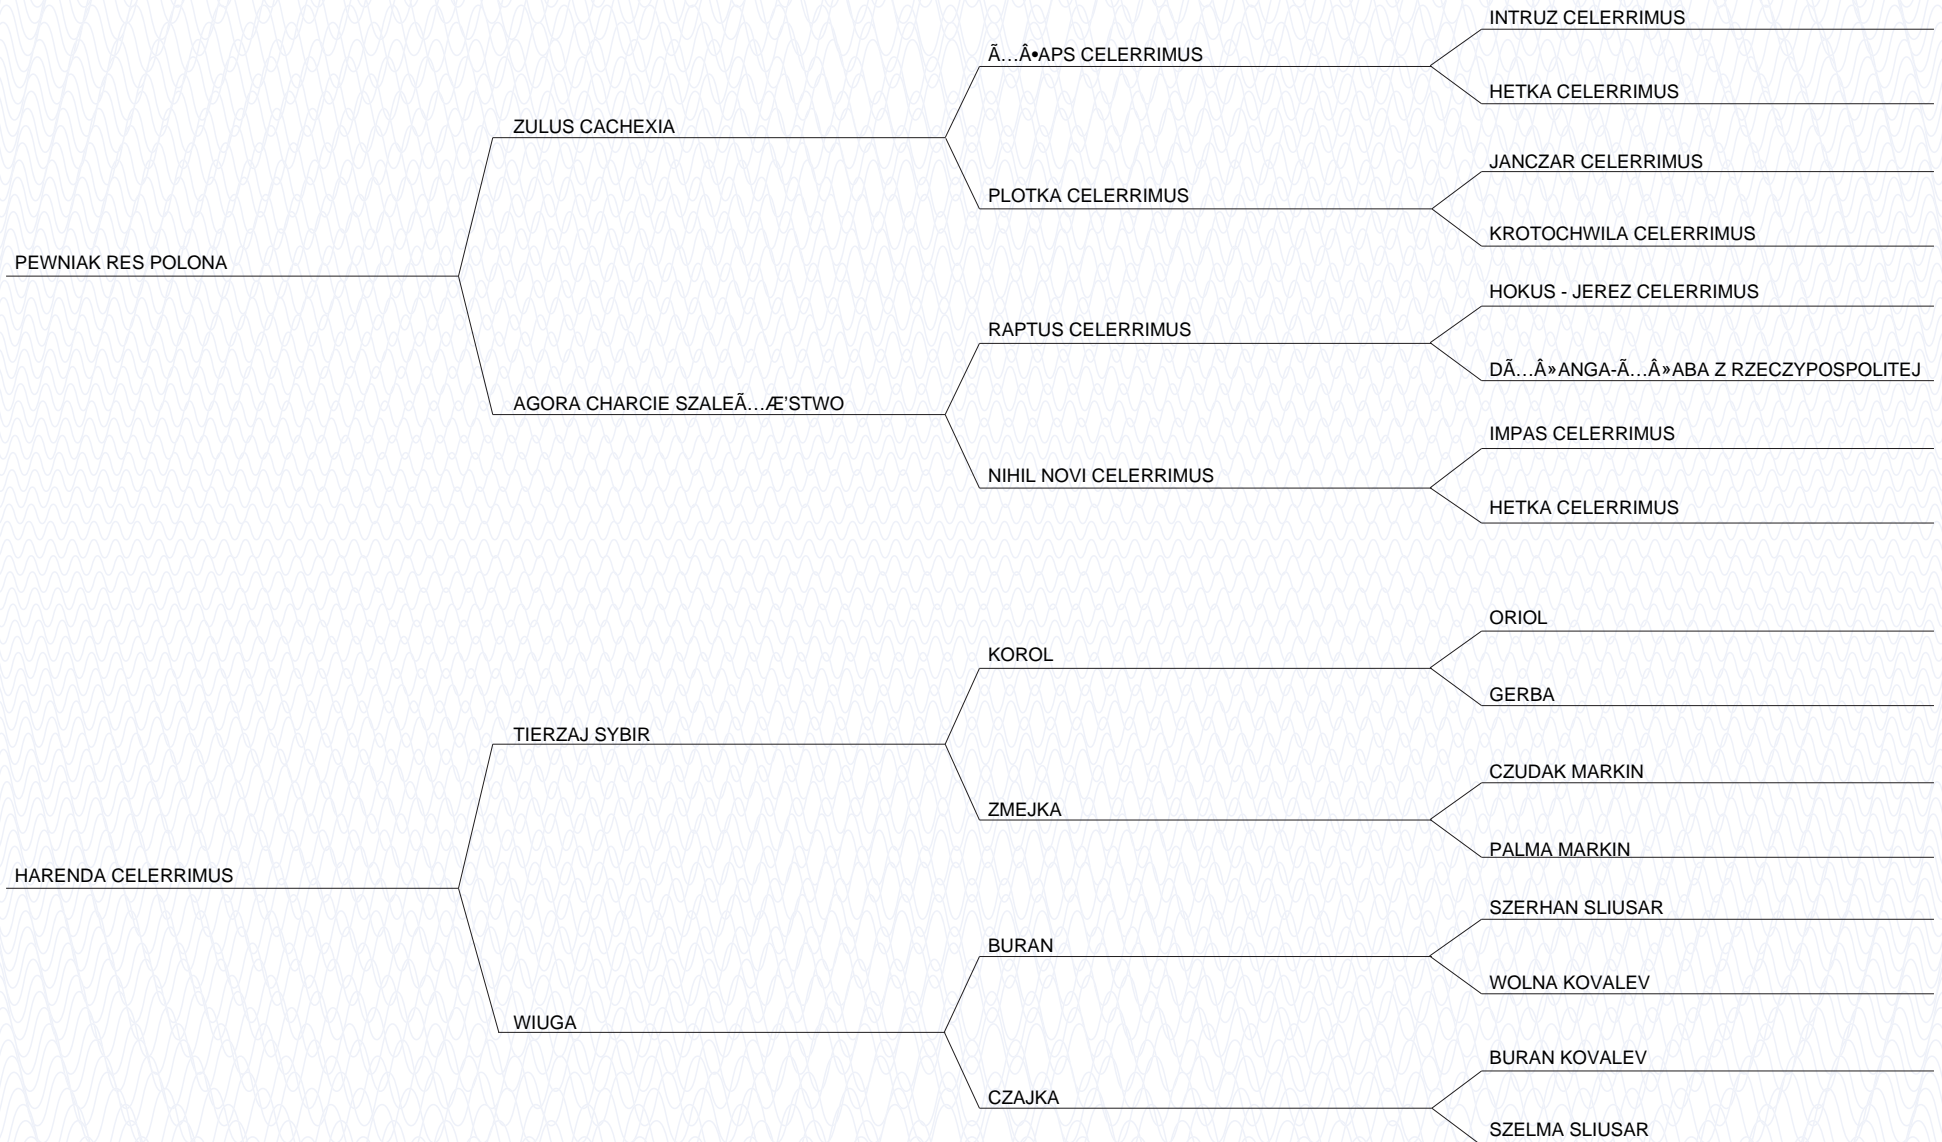 INTRUZ CELERRIMUS
Ã…Â•APS CELERRIMUS
HETKA CELERRIMUS
ZULUS CACHEXIA
JANCZAR CELERRIMUS
PLOTKA CELERRIMUS
KROTOCHWILA CELERRIMUS
PEWNIAK RES POLONA
HOKUS - JEREZ CELERRIMUS
RAPTUS CELERRIMUS
DÃ…Â»ANGA-Ã…Â»ABA Z RZECZYPOSPOLITEJ
AGORA CHARCIE SZALEÃ…Æ’STWO
IMPAS CELERRIMUS
NIHIL NOVI CELERRIMUS
HETKA CELERRIMUS
ORIOL
KOROL
GERBA
TIERZAJ SYBIR
CZUDAK MARKIN
ZMEJKA
PALMA MARKIN
HARENDA CELERRIMUS
SZERHAN SLIUSAR
BURAN
WOLNA KOVALEV
WIUGA
BURAN KOVALEV
CZAJKA
SZELMA SLIUSAR